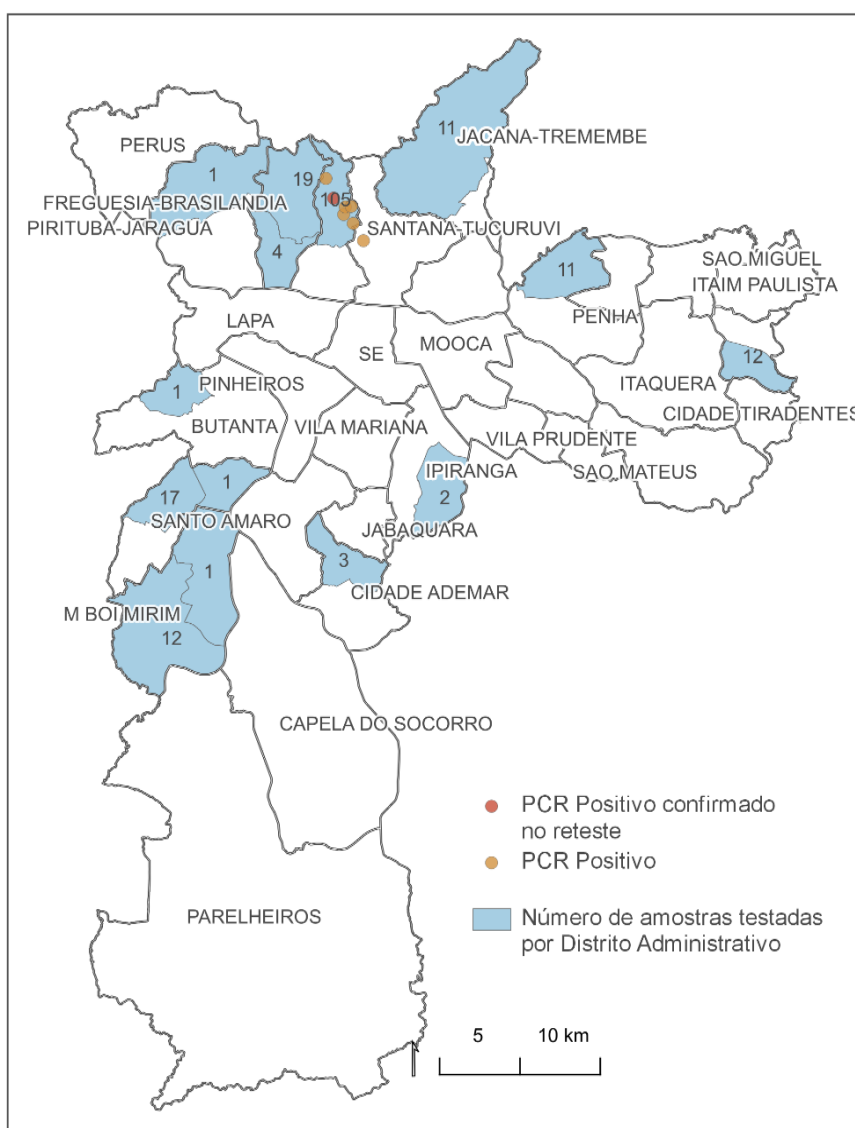 11
JACANA-TREMEMBE
PERUS
1
19
FREGUESIA-BRASILANDIA
105
PIRITUBA-JARAGUA
SANTANA-TUCURUVI
4
SAO MIGUEL
11
ITAIM PAULISTA
LAPA
PENHA
SE
MOOCA
12
1
PINHEIROS
ITAQUERA
CIDADE TIRADENTES
BUTANTA
VILA MARIANA
VILA PRUDENTE
IPIRANGA
SAO MATEUS
17
1
2
SANTO AMARO
JABAQUARA
3
1
CIDADE ADEMAR
M BOI MIRIM
12
CAPELA DO SOCORRO
PCR Positivo confirmado
no reteste
PCR Positivo
PARELHEIROS
Número de amostras testadas
por Distrito Administrativo
5 10 km